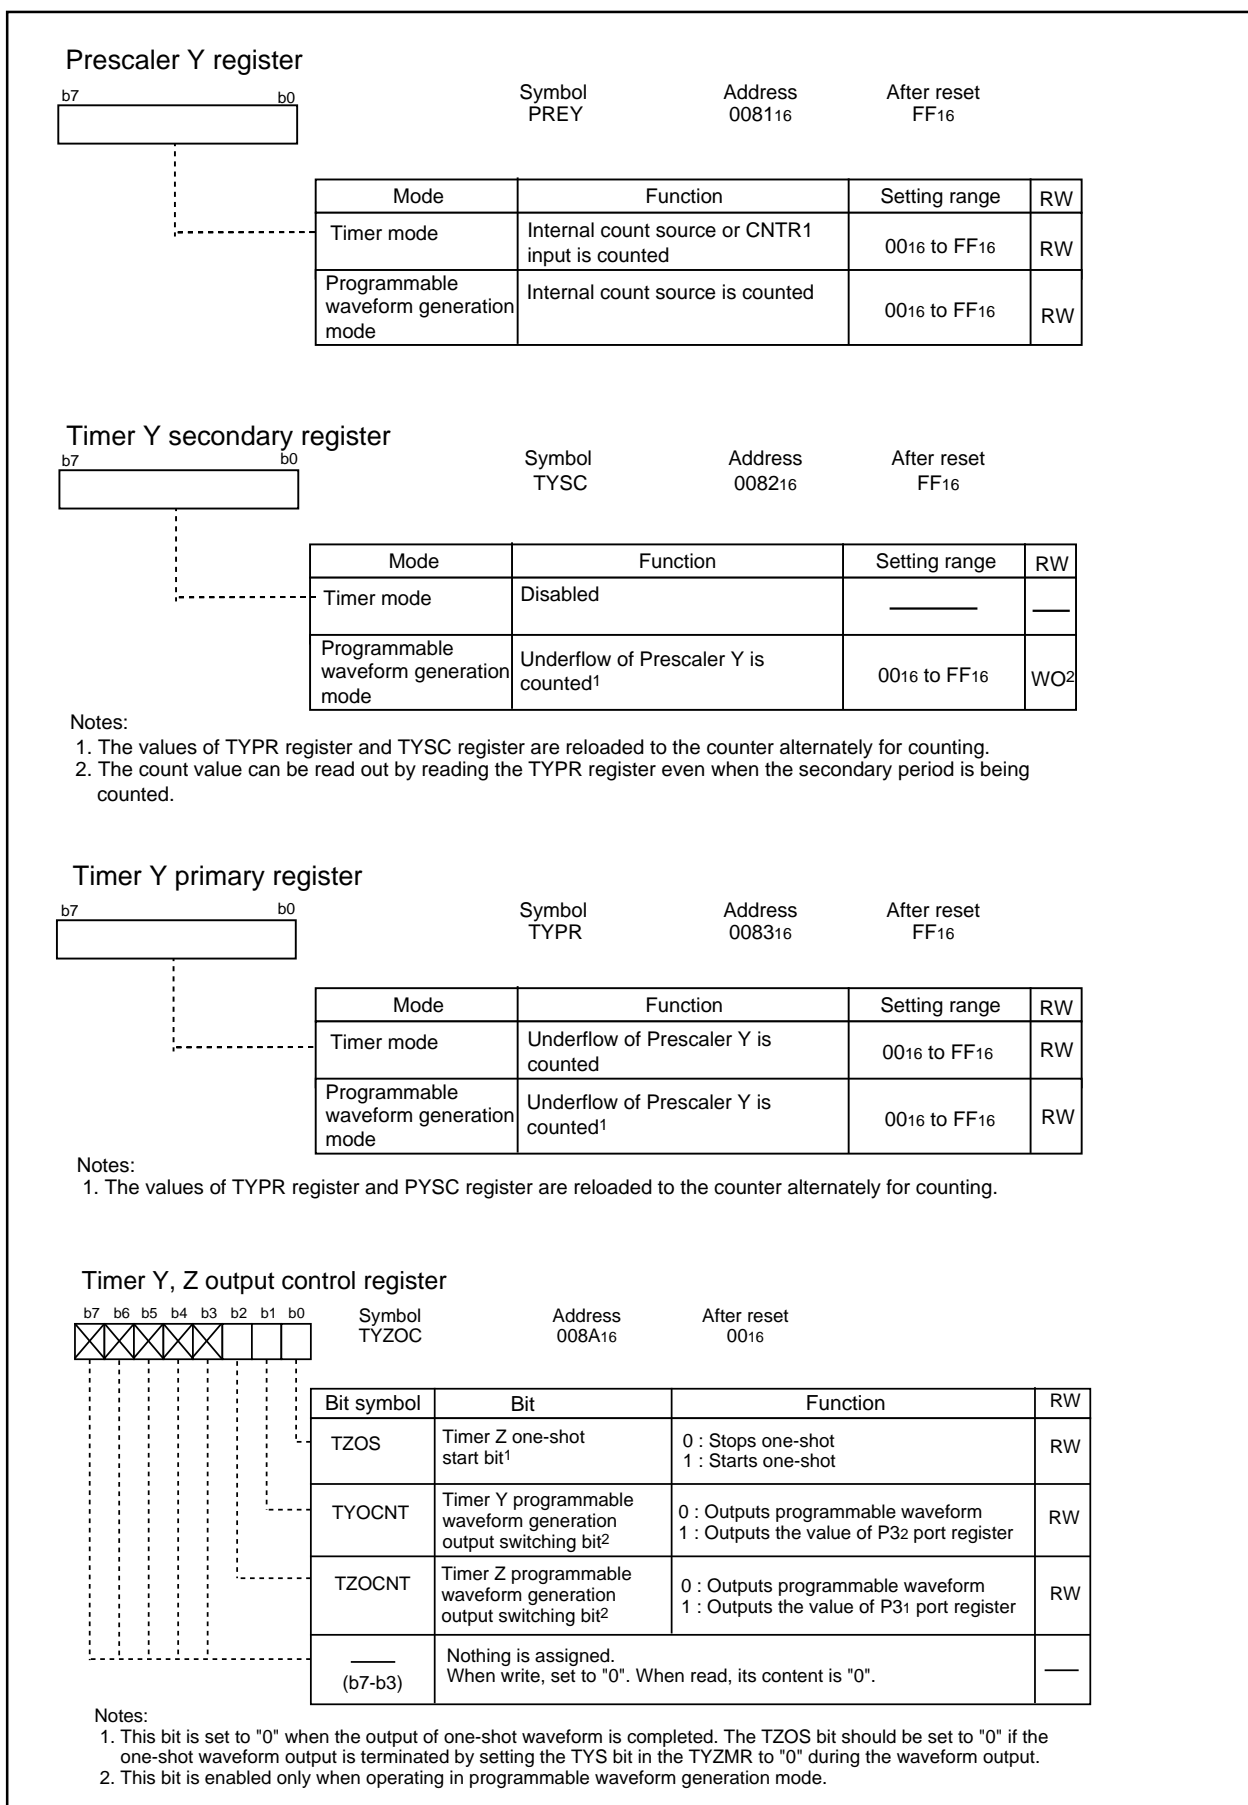 Prescaler Y register
b7 b0
Symbol Address After reset
PREY 008116 FF16
Mode Function Setting range RW
Timer mode Internal count source or CNTR1 input is counted 0016 to FF16 RW
Programmable waveform generation mode Internal count source is counted 0016 to FF16 RW
Timer Y secondary register
b7 b0
Symbol Address After reset
TYSC 008216 FF16
Mode Function Setting range RW
Timer mode Disabled
Programmable waveform generation mode Underflow of Prescaler Y is counted1 0016 to FF16 WO2
Notes:
1. The values of TYPR register and TYSC register are reloaded to the counter alternately for counting.
2. The count value can be read out by reading the TYPR register even when the secondary period is being
counted.
Timer Y primary register
b7 b0
Symbol Address After reset
TYPR 008316 FF16
Mode Function Setting range RW
Timer mode Underflow of Prescaler Y is counted 0016 to FF16 RW
Programmable waveform generation mode Underflow of Prescaler Y is counted1 0016 to FF16 RW
Notes:
1. The values of TYPR register and PYSC register are reloaded to the counter alternately for counting.
Timer Y, Z output control register
b7 b6 b5 b4 b3 b2 b1 b0
Symbol Address After reset
TYZOC 008A16 0016
Bit symbol Bit Function RW
TZOS Timer Z one-shot start bit1 0 : Stops one-shot 1 : Starts one-shot RW
TYOCNT Timer Y programmable waveform generation output switching bit2 0 : Outputs programmable waveform 1 : Outputs the value of P32 port register RW
TZOCNT Timer Z programmable waveform generation output switching bit2 0 : Outputs programmable waveform 1 : Outputs the value of P31 port register RW
(b7-b3) Nothing is assigned. When write, set to "0". When read, its content is "0".
Notes:
1. This bit is set to "0" when the output of one-shot waveform is completed. The TZOS bit should be set to "0" if the
one-shot waveform output is terminated by setting the TYS bit in the TYZMR to "0" during the waveform output.
2. This bit is enabled only when operating in programmable waveform generation mode.